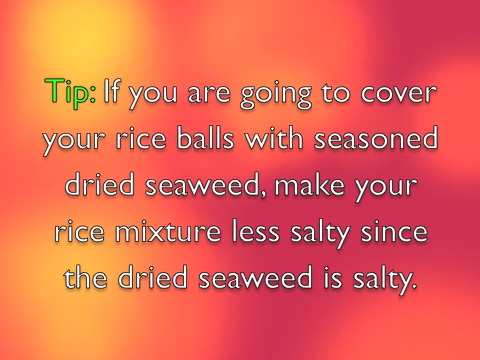 Tip: If you are going to cover
your rice balls with seasoned
dried seaweed, make your
rice mixture less salty since
the dried seaweed is salty.